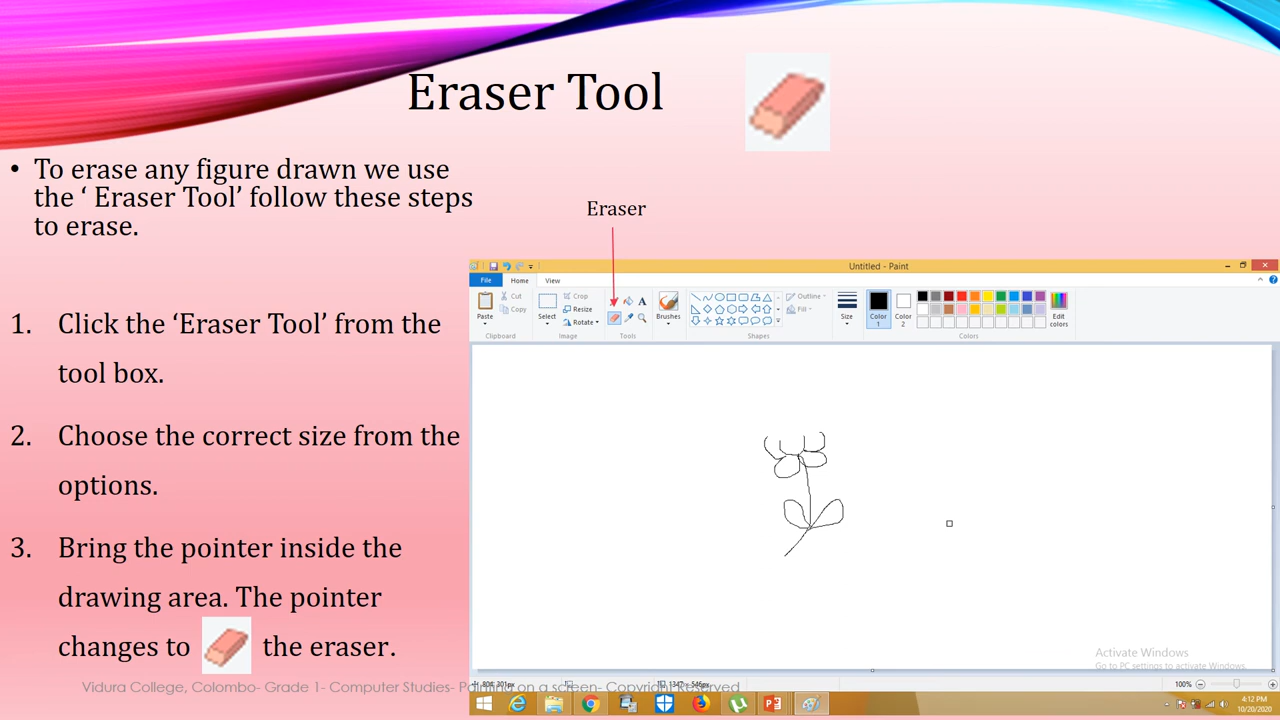 Eraser Tool
• To erase any figure drawn we use
the ‘ Eraser Tool’ follow these steps
to erase.
1. Click the ‘Eraser Tool’ from the
tool box.
2. Choose the correct size from the
options.
3. Bring the pointer inside the
drawing area. The pointer
changes to the eraser.
Eraser
Untitled - Paint
File Home View
Paste Cut Copy
Clipboard
Select Crop Resize Rotate
Image
A
Tools
Brushes
Outline Fill
Shapes
Size
Color 1
Color 2
Edit colors
Colors
Activate Windows
Go to PC settings to activate Windows.
100%
Vidura College, Colombo- Grade 1- Computer Studies- Painting on a screen- Copyright Reserved
4:12 PM
10/20/2020